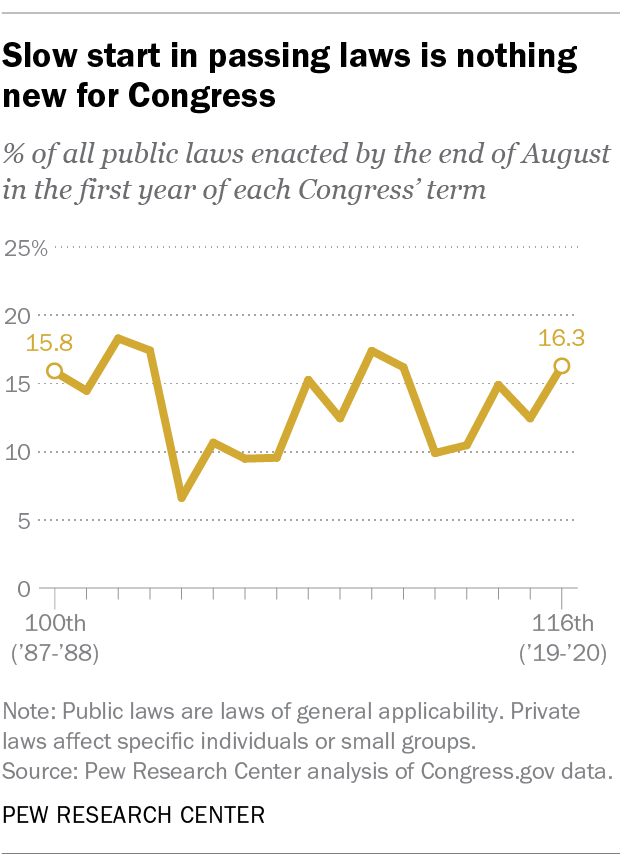 Slow start in passing laws is nothing
new for Congress
% of all public laws enacted by the end of August
in the first year of each Congress’ term
25%
20
15.8
16.3
15
10
5
0
100th
(’87-’88)
116th
(’19-’20)
Note: Public laws are laws of general applicability. Private
laws affect specific individuals or small groups.
Source: Pew Research Center analysis of Congress.gov data.
PEW RESEARCH CENTER